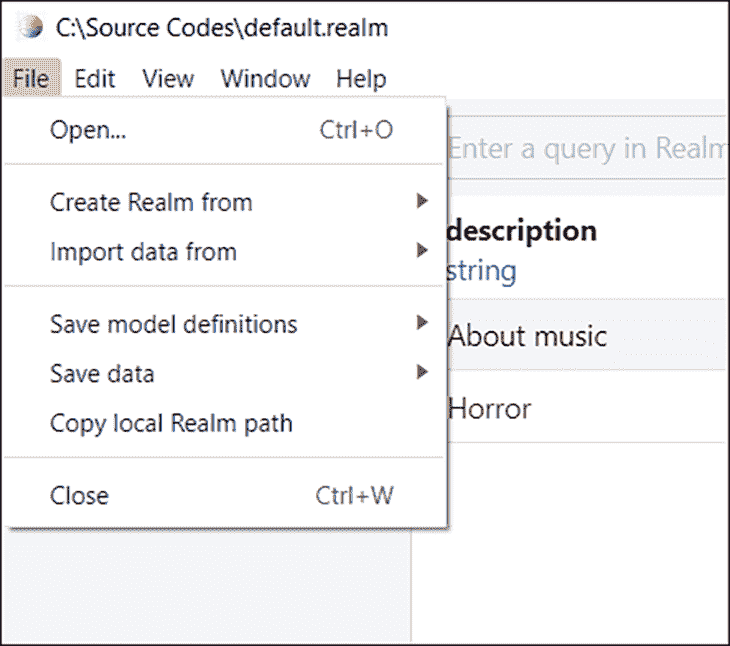 C:\Source Codes\default.realm
File Edit View Window Help
Open... Ctrl+O
Enter a query in Realm
Create Realm from
Import data from
description
string
Save model definitions
About music
Save data
Horror
Copy local Realm path
Close Ctrl+W